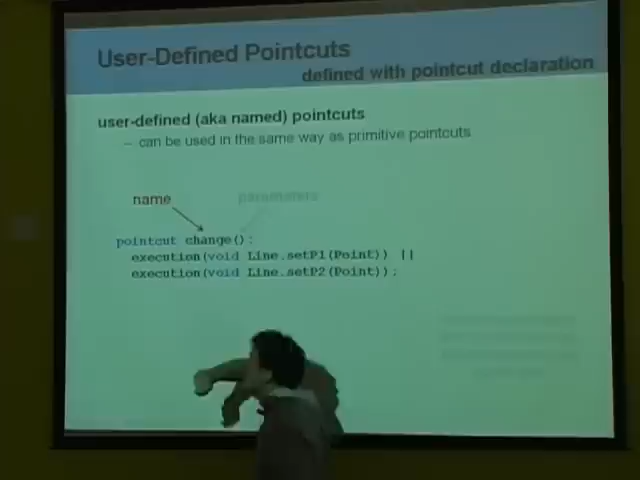 User-Defined Pointcuts
defined with pointcut declaration
user-defined (aka named) pointcuts
– can be used in the same way as primitive pointcuts
name parameters
pointcut change():
execution(void Line.setP1(Point)) ||
execution(void Line.setP2(Point));